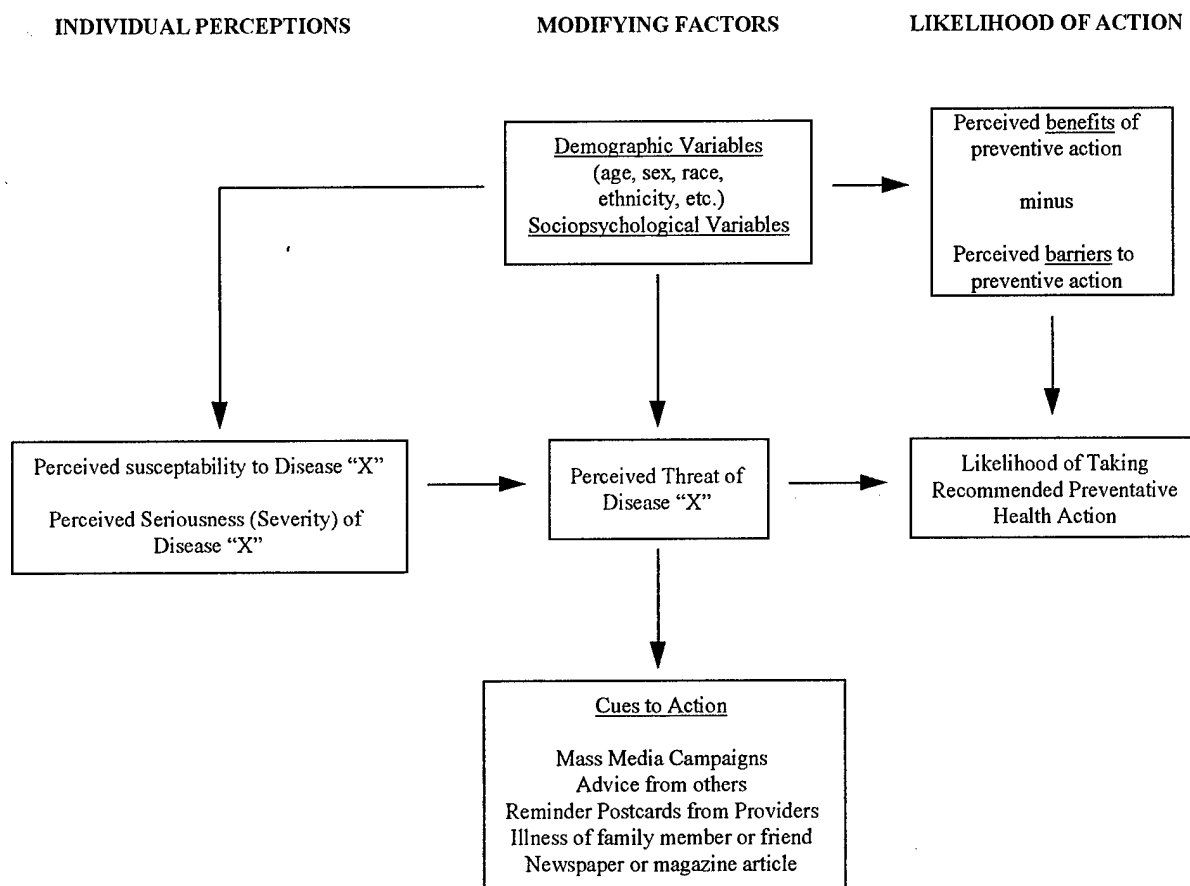 INDIVIDUAL PERCEPTIONS
MODIFYING FACTORS
LIKELIHOOD OF ACTION
Demographic Variables
(age, sex, race,
ethnicity, etc.)
Sociopsychological Variables
Perceived benefits of
preventive action
minus
Perceived barriers to
preventive action
Perceived susceptability to Disease “X”
Perceived Seriousness (Severity) of
Disease “X”
Perceived Threat of
Disease “X”
Likelihood of Taking
Recommended Preventative
Health Action
Cues to Action
Mass Media Campaigns
Advice from others
Reminder Postcards from Providers
Illness of family member or friend
Newspaper or magazine article